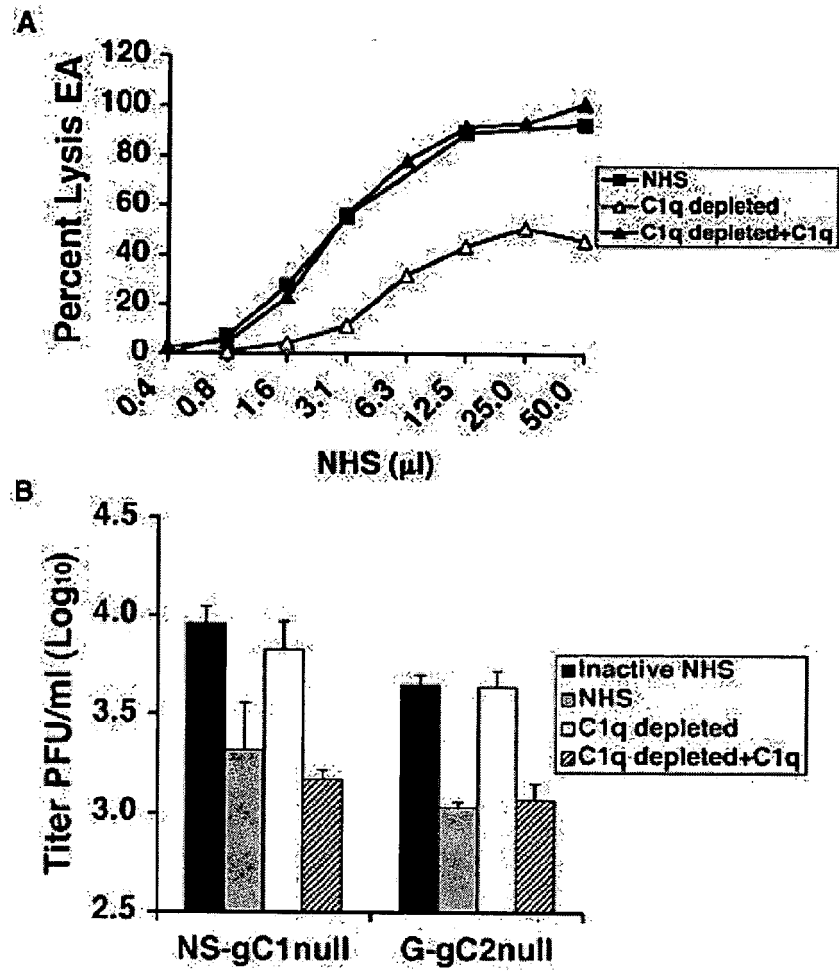 A
Percent Lysis EA
120
100
80
60
40
20
0
0.4
0.8
1.6
3.1
6.3
12.5
25.0
50.0
NHS (µl)
NHS
C1q depleted
C1q depleted+C1q
B
Titer PFU/ml (Log10)
4.5
4.0
3.5
3.0
2.5
NS-gC1null
G-gC2null
Inactive NHS
NHS
C1q depleted
C1q depleted+C1q